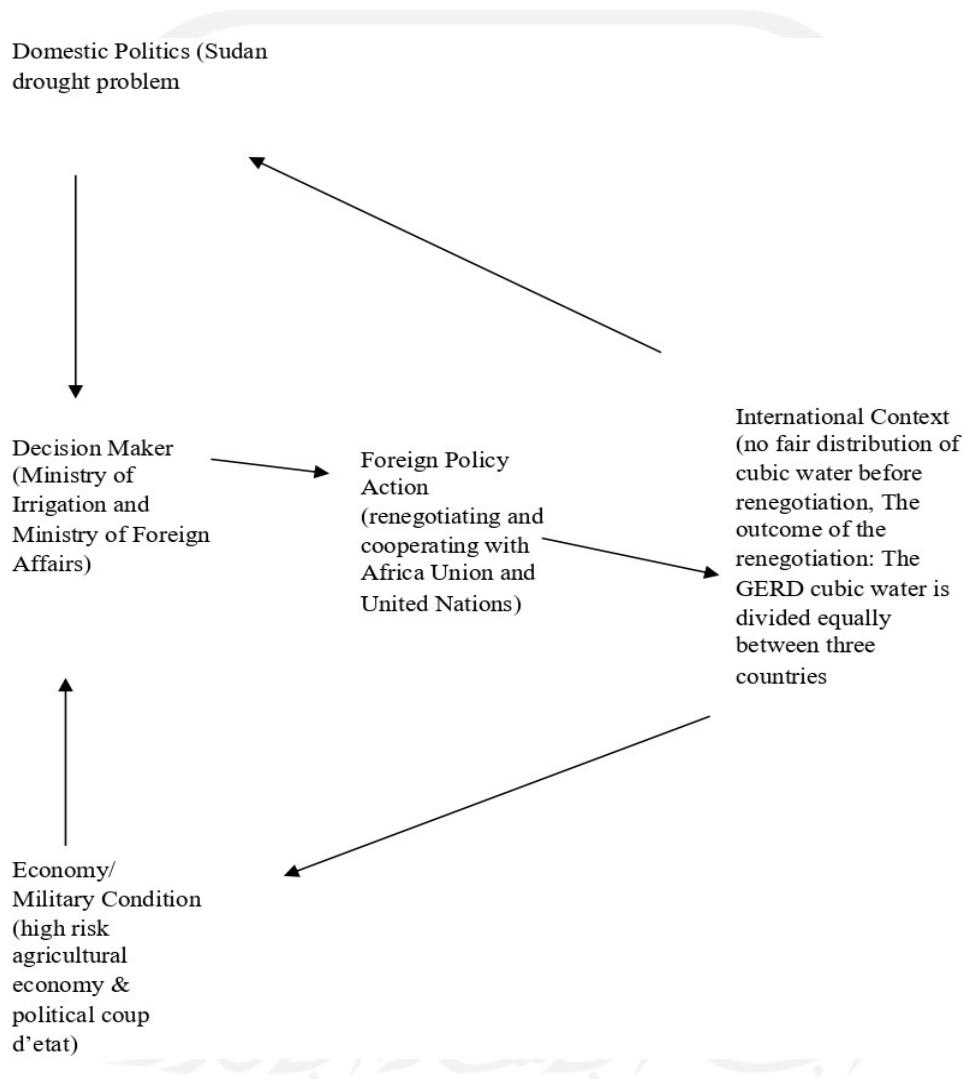 Domestic Politics (Sudan
drought problem
Decision Maker
(Ministry of
Irrigation and
Ministry of Foreign
Affairs)
Foreign Policy
Action
(renegotiating and
cooperating with
Africa Union and
United Nations)
International Context
(no fair distribution of
cubic water before
renegotiation, The
outcome of the
renegotiation: The
GERD cubic water is
divided equally
between three
countries
Economy/
Military Condition
(high risk
agricultural
economy &
political coup
d’etat)